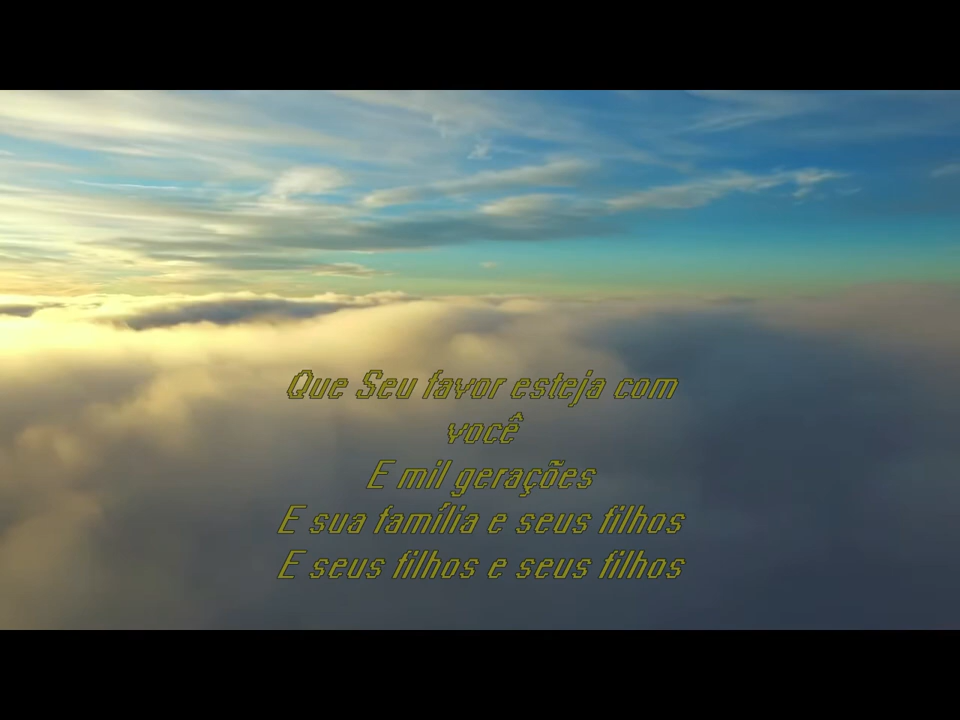 Que Seu favor esteja com
você
E mil gerações
E sua família e seus filhos
E seus filhos e seus filhos